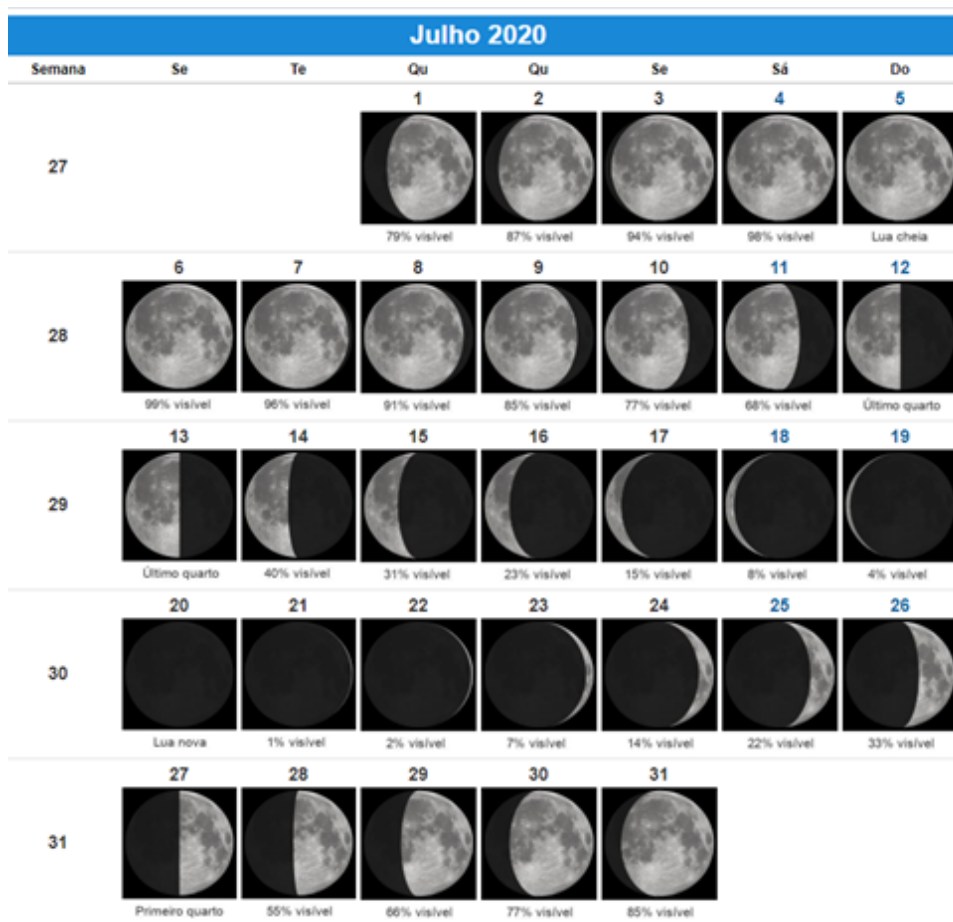 Julho 2020
Semana Se Te Qu Qu Se Sá Do
1 2 3 4 5
27
79% visível 87% visível 94% visível 98% visível Lua cheia
6 7 8 9 10 11 12
28
99% visível 96% visível 91% visível 85% visível 77% visível 68% visível Último quarto
13 14 15 16 17 18 19
29
Último quarto 40% visível 31% visível 23% visível 15% visível 8% visível 4% visível
20 21 22 23 24 25 26
30
Lua nova 1% visível 2% visível 7% visível 14% visível 22% visível 33% visível
27 28 29 30 31
31
Primeiro quarto 55% visível 66% visível 77% visível 85% visível